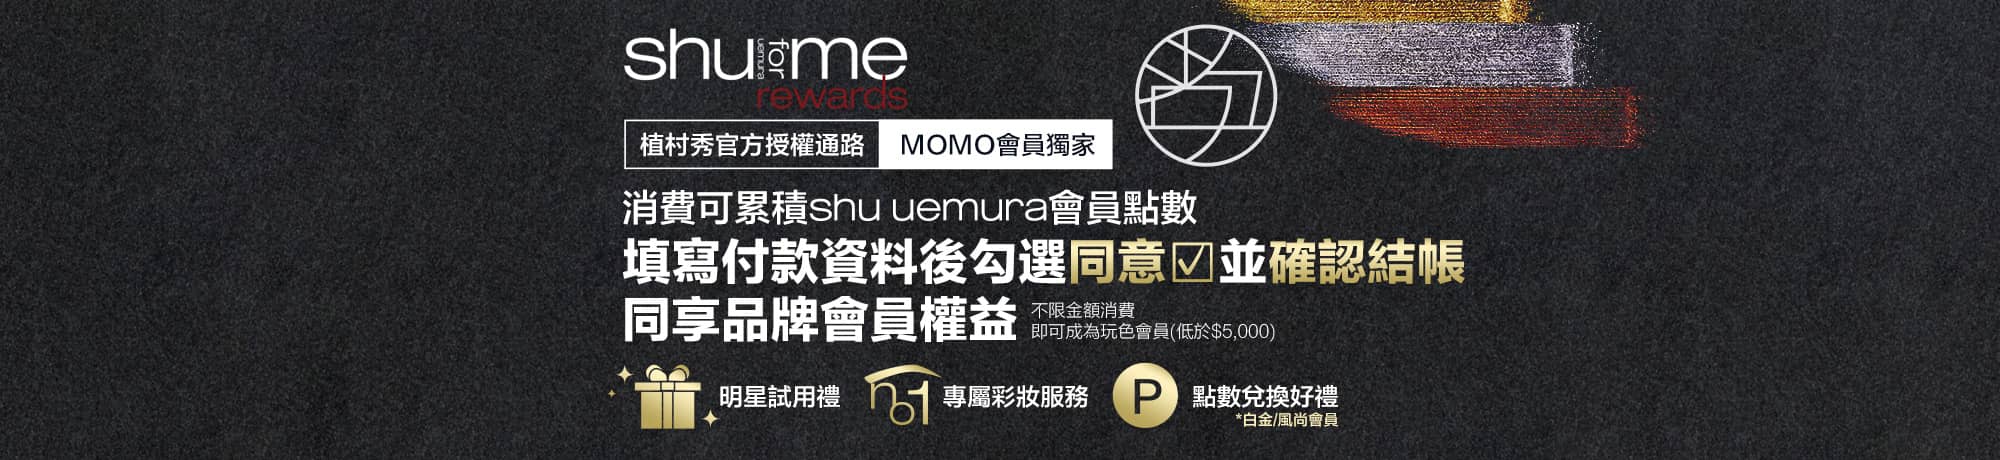 shu uemura for me
rewards
植村秀官方授權通路 MOMO會員獨家
消費可累積shu uemura會員點數
填寫付款資料後勾選同意☑並確認結帳
同享品牌會員權益
不限金額消費
即可成為玩色會員(低於$5,000)
明星試用禮 no1 專屬彩妝服務 P 點數兌換好禮
*白金/風尚會員